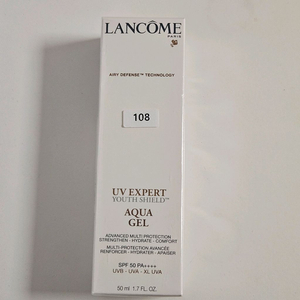 LANCÔME
PARIS
AIRY DEFENSE™ TECHNOLOGY
108
UV EXPERT
YOUTH SHIELD™
AQUA
GEL
ADVANCED MULTI-PROTECTION
STRENGTHEN - HYDRATE - COMFORT
MULTI-PROTECTION AVANCÉE
RENFORCER - HYDRATER - APAISER
SPF 50 PA++++
UVB - UVA - XL UVA
50 ml 1.7 FL. OZ.